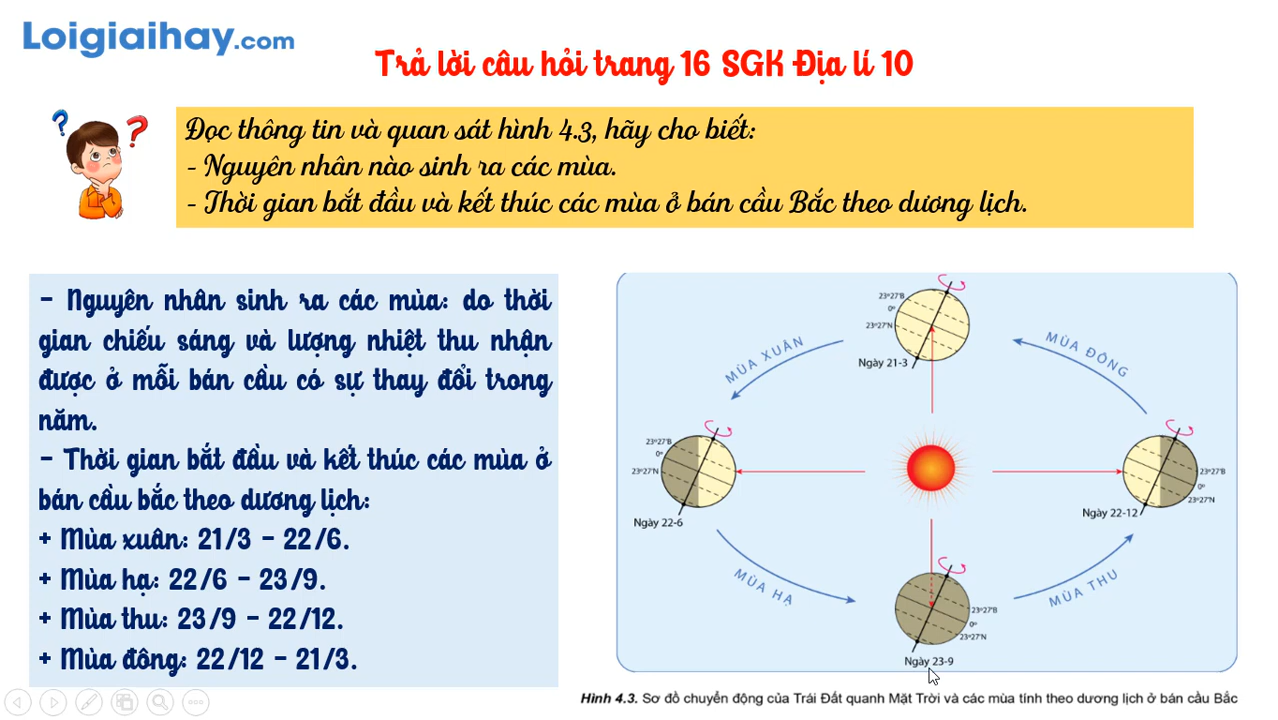 Loigiaihay.com
Trả lời câu hỏi trang 16 SGK Địa lí 10
? ?
Đọc thông tin và quan sát hình 4.3, hãy cho biết:
- Nguyên nhân nào sinh ra các mùa.
- Thời gian bắt đầu và kết thúc các mùa ở bán cầu Bắc theo dương lịch.
- Nguyên nhân sinh ra các mùa: do thời
gian chiếu sáng và lượng nhiệt thu nhận
được ở mỗi bán cầu có sự thay đổi trong
năm.
- Thời gian bắt đầu và kết thúc các mùa ở
bán cầu bắc theo dương lịch:
+ Mùa xuân: 21/3 - 22/6.
+ Mùa hạ: 22/6 - 23/9.
+ Mùa thu: 23/9 - 22/12.
+ Mùa đông: 22/12 - 21/3.
23°27'B
0°
23°27'N
Ngày 21-3
MÙA XUÂN
MÙA ĐÔNG
23°27'B
0°
23°27'N
Ngày 22-6
23°27'B
0°
23°27'N
Ngày 22-12
MÙA HẠ
MÙA THU
23°27'B
0°
23°27'N
Ngày 23-9
Hình 4.3. Sơ đồ chuyển động của Trái Đất quanh Mặt Trời và các mùa tính theo dương lịch ở bán cầu Bắc